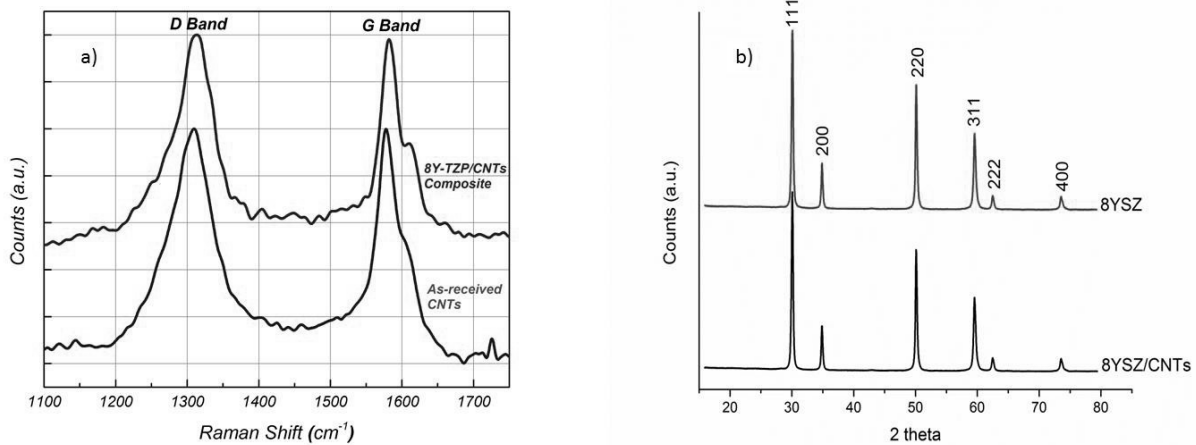 a)
D Band
G Band
8Y-TZP/CNTs
Composite
As-received
CNTs
Counts (a.u.)
1100 1200 1300 1400 1500 1600 1700
Raman Shift (cm⁻¹)
b)
111
200
220
311
222
400
8YSZ
8YSZ/CNTs
Counts (a.u.)
20 30 40 50 60 70 80
2 theta